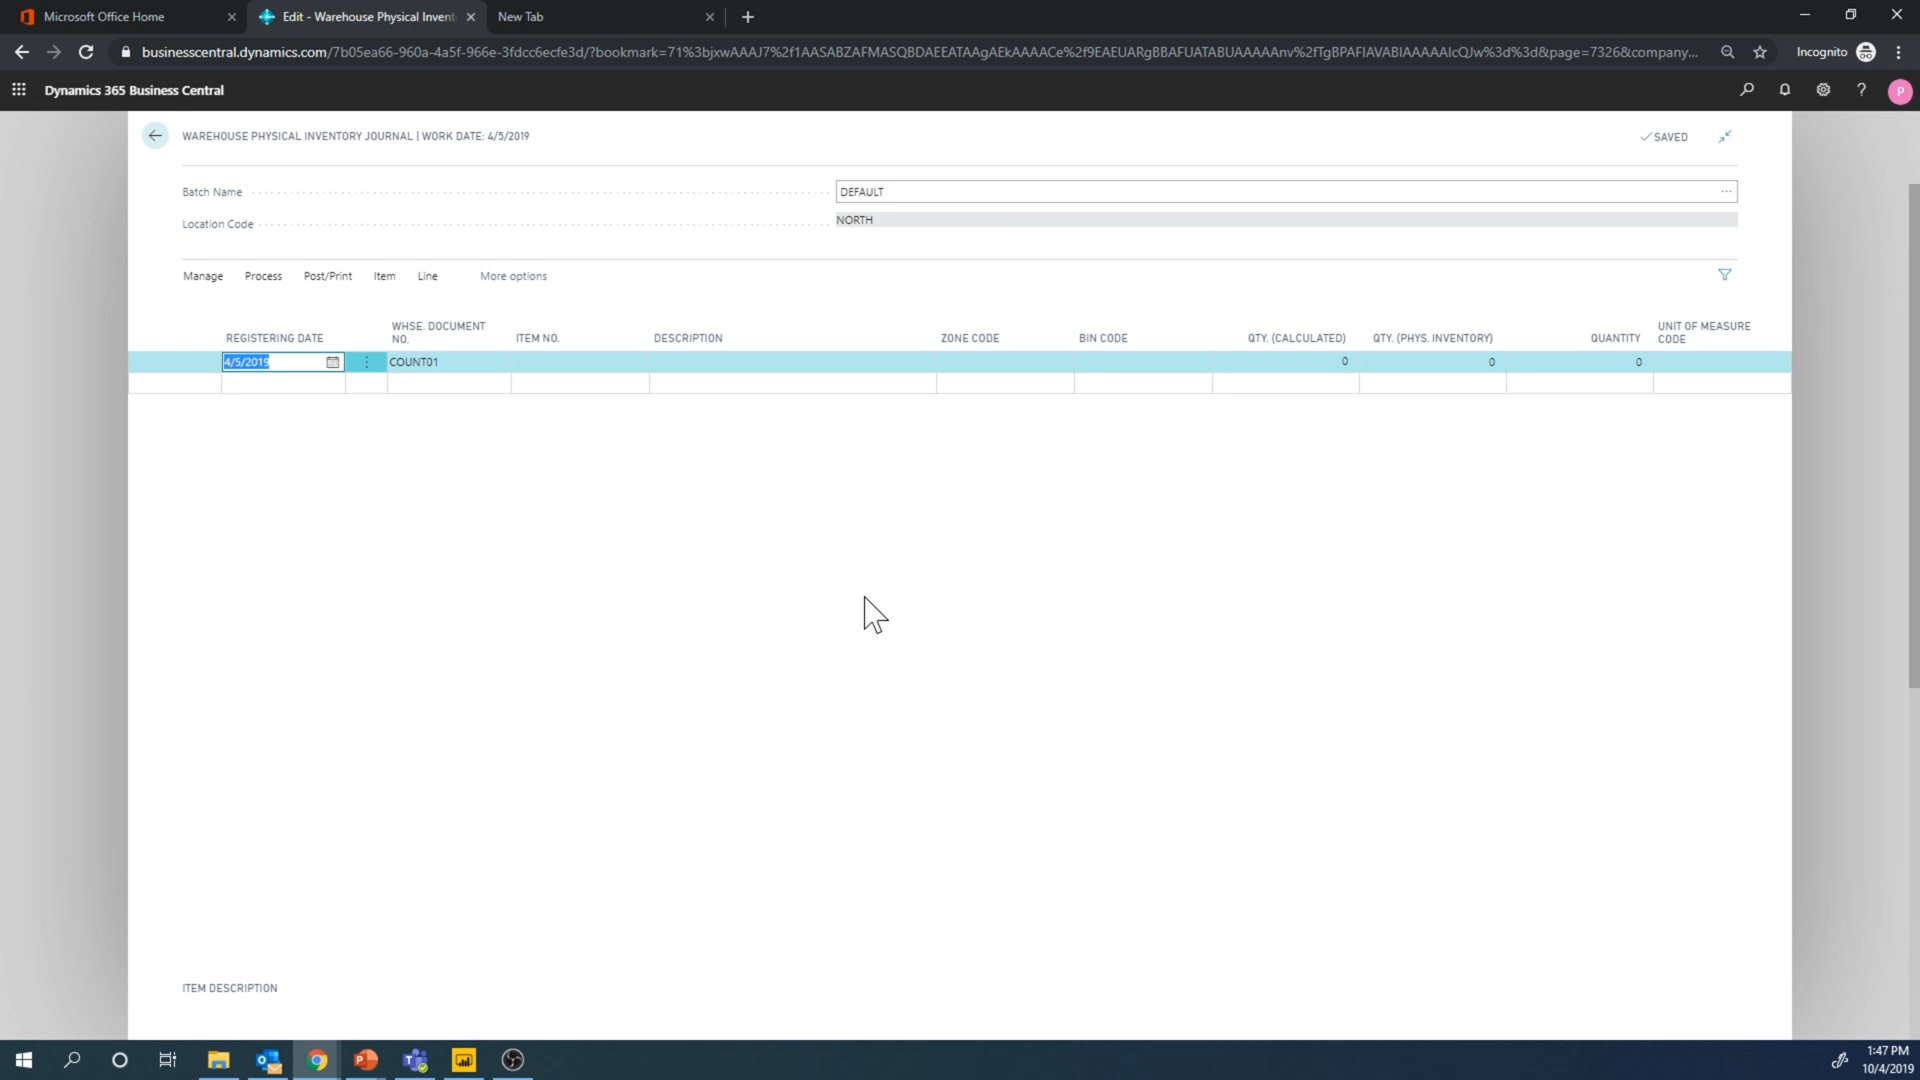 Microsoft Office Home
Edit - Warehouse Physical Invent
New Tab
businesscentral.dynamics.com/7b05ea66-960a-4a5f-966e-3fdcc6ecfe3d/?bookmark=71%3bjxwAAAJ7%2f1AASABZAFMASQBDAEEATAAgAEkAAAACe%2f9EAEUARgBBAFUATABUAAAAAnv%2fTgBPAFIAVABIAAAAAIcQJw%3d%3d&page=7326&company...
Incognito
Dynamics 365 Business Central
P
WAREHOUSE PHYSICAL INVENTORY JOURNAL | WORK DATE: 4/5/2019
SAVED
Batch Name
DEFAULT
Location Code
NORTH
Manage Process Post/Print Item Line More options
REGISTERING DATE
WHSE. DOCUMENT
NO.
ITEM NO.
DESCRIPTION
ZONE CODE
BIN CODE
QTY. (CALCULATED)
QTY. (PHYS. INVENTORY)
QUANTITY
UNIT OF MEASURE
CODE
4/5/2019 COUNT01 0 0 0
ITEM DESCRIPTION
1:47 PM
10/4/2019